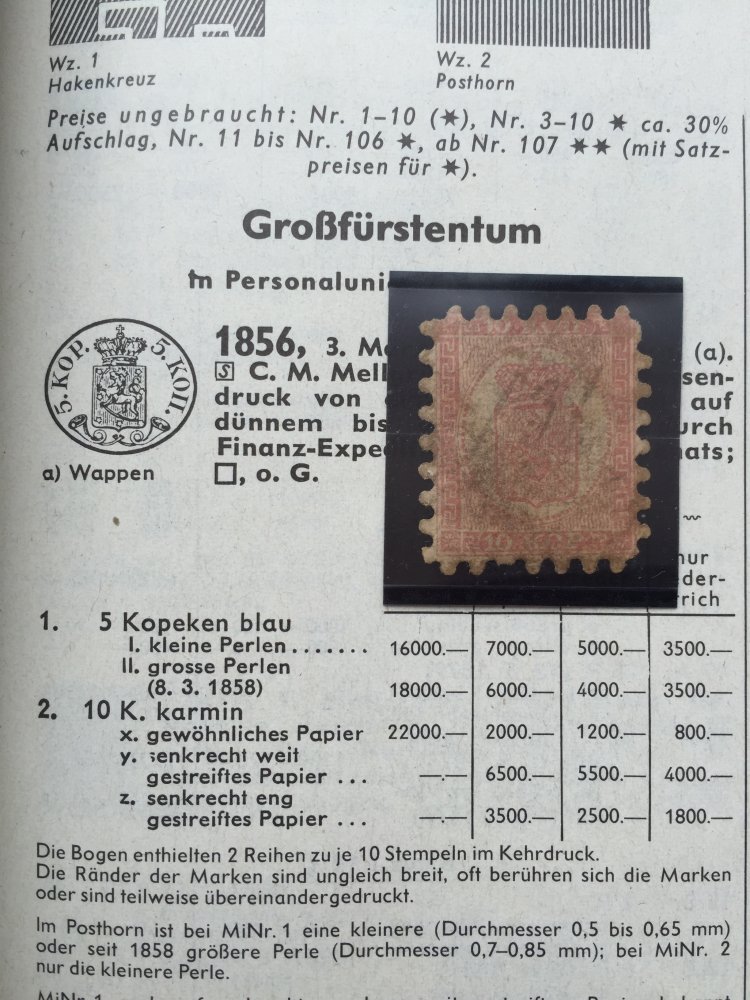 Wz. 1
Hakenkreuz
Wz. 2
Posthorn
Preise ungebraucht: Nr. 1–10 (★), Nr. 3–10 ★ ca. 30%
Aufschlag, Nr. 11 bis Nr. 106 ★, ab Nr. 107 ★★ (mit Satz-
preisen für ★).
Großfürstentum
In Personaluni
5. KOP. 5. КОП.
a) Wappen
1856, 3. M (a).
S C. M. Mell sen-
druck von auf
dünnem bis urch
Finanz-Expe nats;
□, o. G.
nur
eder-
rich
1. 5 Kopeken blau
I. kleine Perlen....... 16000.— 7000.— 5000.— 3500.—
II. grosse Perlen
(8. 3. 1858) 18000.— 6000.— 4000.— 3500.—
2. 10 K. karmin
x. gewöhnliches Papier 22000.— 2000.— 1200.— 800.—
y. senkrecht weit
gestreiftes Papier ... —.— 6500.— 5500.— 4000.—
z. senkrecht eng
gestreiftes Papier ... —.— 3500.— 2500.— 1800.—
Die Bogen enthielten 2 Reihen zu je 10 Stempeln im Kehrdruck.
Die Ränder der Marken sind ungleich breit, oft berühren sich die Marken
oder sind teilweise übereinandergedruckt.
Im Posthorn ist bei MiNr. 1 eine kleinere (Durchmesser 0,5 bis 0,65 mm)
oder seit 1858 größere Perle (Durchmesser 0,7–0,85 mm); bei MiNr. 2
nur die kleinere Perle.
MiNr. 1